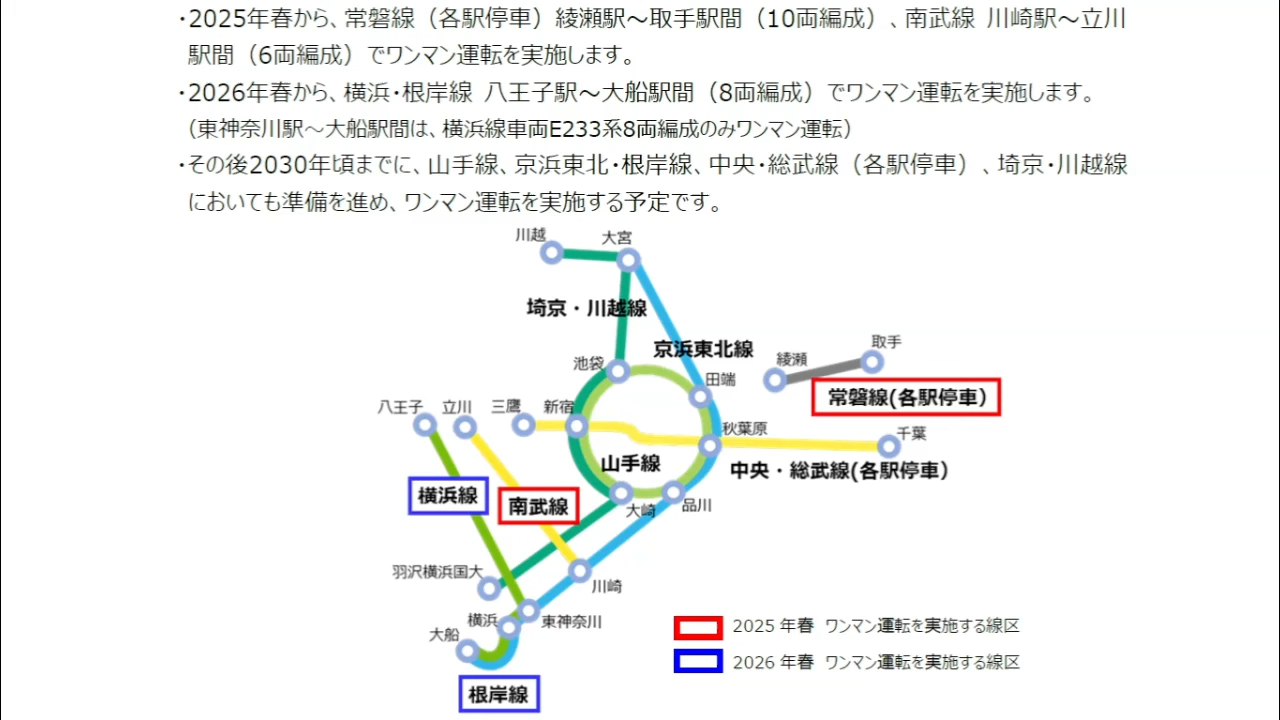 ・2025年春から、常磐線（各駅停車）綾瀬駅～取手駅間（10両編成）、南武線 川崎駅～立川
駅間（6両編成）でワンマン運転を実施します。
・2026年春から、横浜・根岸線 八王子駅～大船駅間（8両編成）でワンマン運転を実施します。
（東神奈川駅～大船駅間は、横浜線車両E233系8両編成のみワンマン運転）
・その後2030年頃までに、山手線、京浜東北・根岸線、中央・総武線（各駅停車）、埼京・川越線
においても準備を進め、ワンマン運転を実施する予定です。
川越
大宮
埼京・川越線
京浜東北線
取手
綾瀬
池袋
田端
常磐線(各駅停車)
八王子
立川
三鷹
新宿
秋葉原
千葉
山手線
中央・総武線(各駅停車)
横浜線
南武線
大崎
品川
羽沢横浜国大
川崎
横浜
東神奈川
大船
根岸線
2025 年春 ワンマン運転を実施する線区
2026 年春 ワンマン運転を実施する線区